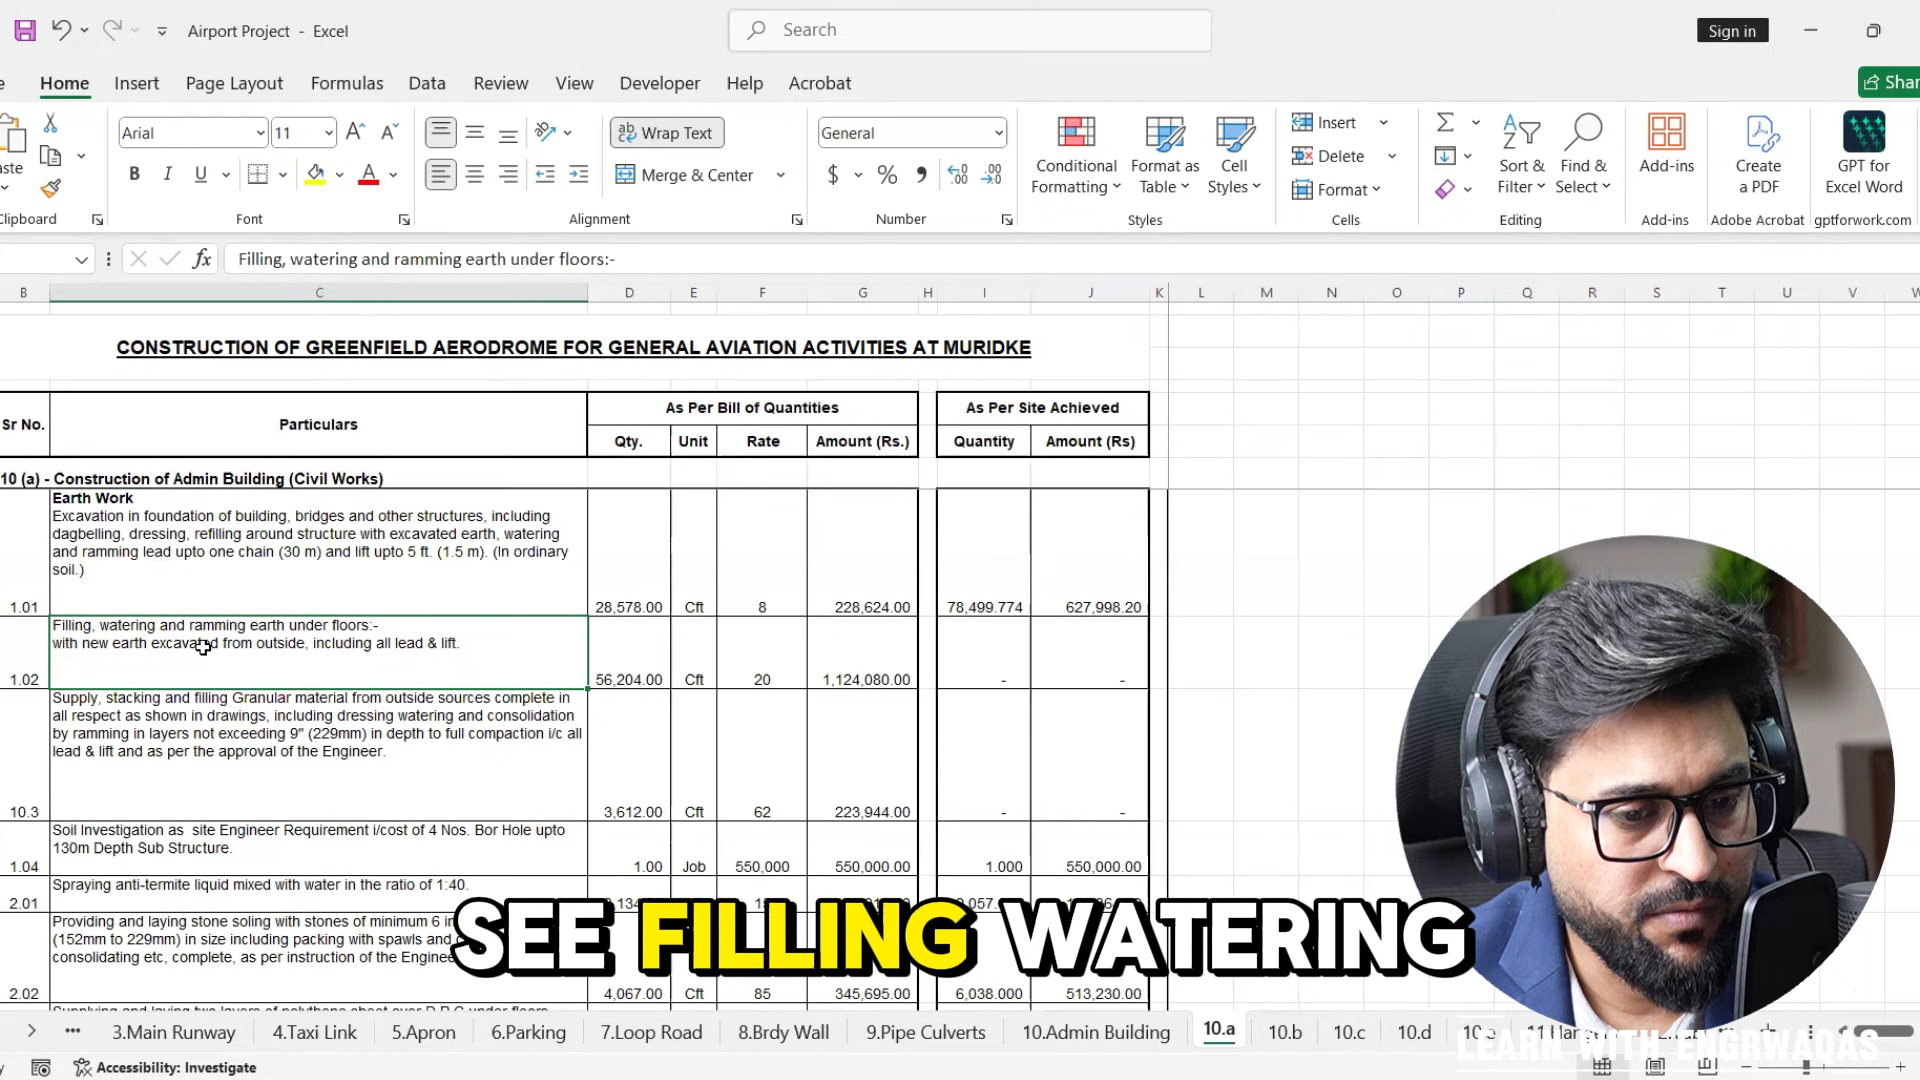 Airport Project - Excel
Search
Sign in
Home Insert Page Layout Formulas Data Review View Developer Help Acrobat
Share
Arial 11
Wrap Text
General
Insert
Delete
Format
Merge & Center
Conditional Formatting
Format as Table
Cell Styles
Sort & Filter
Find & Select
Add-ins
Create a PDF
GPT for Excel Word
Clipboard Font Alignment Number Styles Cells Editing Add-ins Adobe Acrobat gptforwork.com
Filling, watering and ramming earth under floors:-
B C D E F G H I J K L M N O P Q R S T U V W
CONSTRUCTION OF GREENFIELD AERODROME FOR GENERAL AVIATION ACTIVITIES AT MURIDKE
Sr No. Particulars As Per Bill of Quantities As Per Site Achieved
Qty. Unit Rate Amount (Rs.) Quantity Amount (Rs)
10 (a) - Construction of Admin Building (Civil Works)
Earth Work
Excavation in foundation of building, bridges and other structures, including
dagbelling, dressing, refilling around structure with excavated earth, watering
and ramming lead upto one chain (30 m) and lift upto 5 ft. (1.5 m). (In ordinary
soil.)
1.01 28,578.00 Cft 8 228,624.00 78,499.774 627,998.20
Filling, watering and ramming earth under floors:-
with new earth excavated from outside, including all lead & lift.
1.02 56,204.00 Cft 20 1,124,080.00 - -
Supply, stacking and filling Granular material from outside sources complete in
all respect as shown in drawings, including dressing watering and consolidation
by ramming in layers not exceeding 9" (229mm) in depth to full compaction i/c all
lead & lift and as per the approval of the Engineer.
10.3 3,612.00 Cft 62 223,944.00 - -
Soil Investigation as site Engineer Requirement i/cost of 4 Nos. Bor Hole upto
130m Depth Sub Structure.
1.04 1.00 Job 550,000 550,000.00 1.000 550,000.00
Spraying anti-termite liquid mixed with water in the ratio of 1:40.
2.01
Providing and laying stone soling with stones of minimum 6
(152mm to 229mm) in size including packing with spawls and
consolidating etc, complete, as per instruction of the
2.02 4,067.00 Cft 85 345,695.00 6,038.000 513,230.00
SEE FILLING WATERING
3.Main Runway 4.Taxi Link 5.Apron 6.Parking 7.Loop Road 8.Brdy Wall 9.Pipe Culverts 10.Admin Building 10.a 10.b 10.c 10.d
LEARN WITH ENGRWAQAS
Accessibility: Investigate